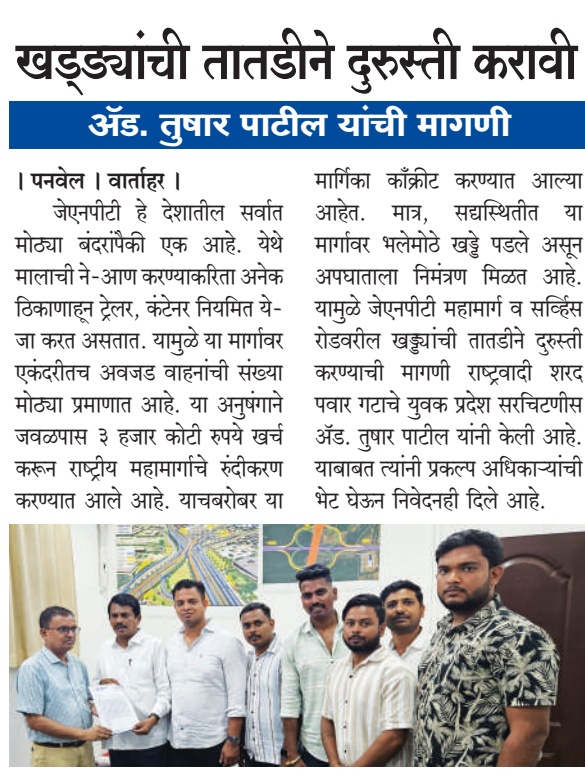 खड्ड्यांची तातडीने दुरुस्ती करावी
ॲड. तुषार पाटील यांची मागणी
। पनवेल । वार्ताहर ।
जेएनपीटी हे देशातील सर्वात
मोठ्या बंदरांपैकी एक आहे. येथे
मालाची ने-आण करण्याकरिता अनेक
ठिकाणाहून ट्रेलर, कंटेनर नियमित ये-
जा करत असतात. यामुळे या मार्गावर
एकंदरीतच अवजड वाहनांची संख्या
मोठ्या प्रमाणात आहे. या अनुषंगाने
जवळपास ३ हजार कोटी रुपये खर्च
करून राष्ट्रीय महामार्गाचे रुंदीकरण
करण्यात आले आहे. याचबरोबर या
मार्गिका काँक्रीट करण्यात आल्या
आहेत. मात्र, सद्यस्थितीत या
मार्गावर भलेमोठे खड्डे पडले असून
अपघाताला निमंत्रण मिळत आहे.
यामुळे जेएनपीटी महामार्ग व सर्व्हिस
रोडवरील खड्ड्यांची तातडीने दुरुस्ती
करण्याची मागणी राष्ट्रवादी शरद
पवार गटाचे युवक प्रदेश सरचिटणीस
ॲड. तुषार पाटील यांनी केली आहे.
याबाबत त्यांनी प्रकल्प अधिकाऱ्यांची
भेट घेऊन निवेदनही दिले आहे.